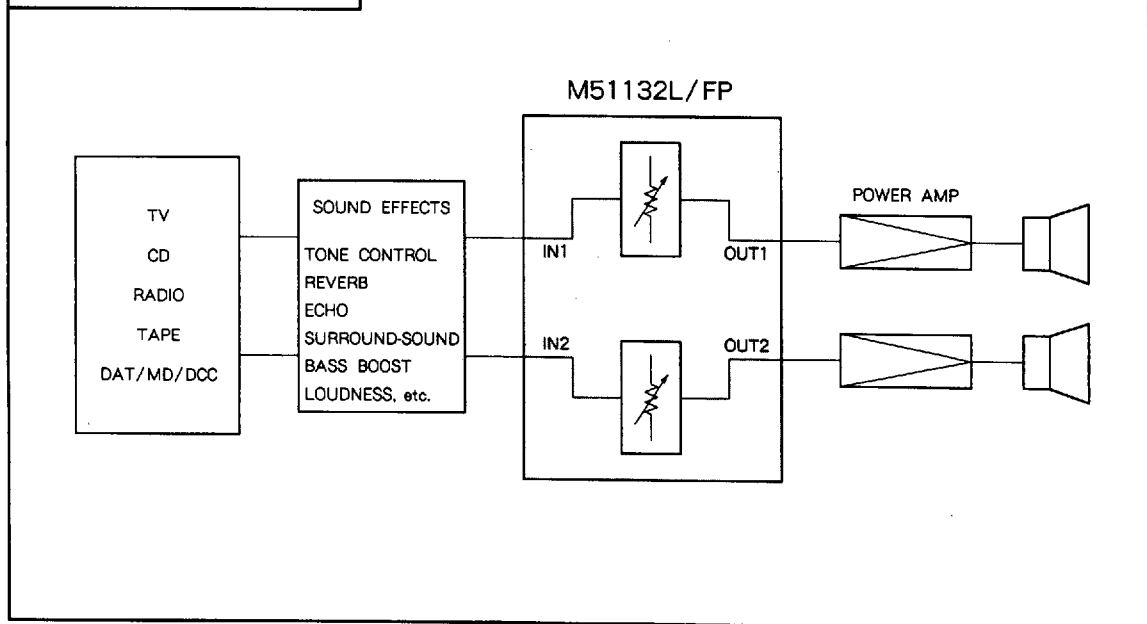 M51132L/FP
TV
CD
RADIO
TAPE
DAT/MD/DCC
SOUND EFFECTS
TONE CONTROL
REVERB
ECHO
SURROUND-SOUND
BASS BOOST
LOUDNESS, etc.
IN1
OUT1
IN2
OUT2
POWER AMP